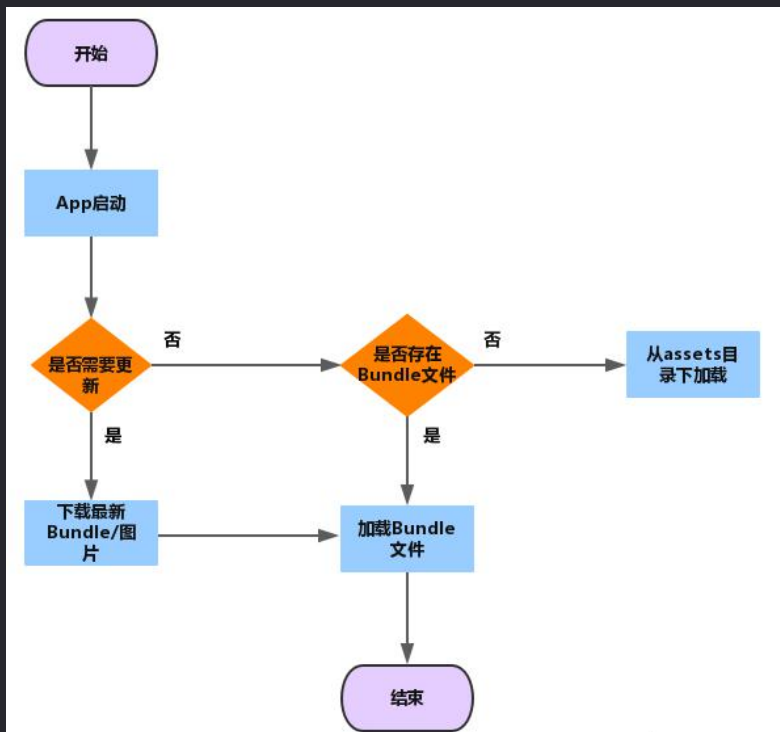 开始
App启动
否
否
是否需要更
新
是否存在
Bundle文件
从assets目
录下加载
是
是
下载最新
Bundle/图
片
加载Bundle
文件
结束